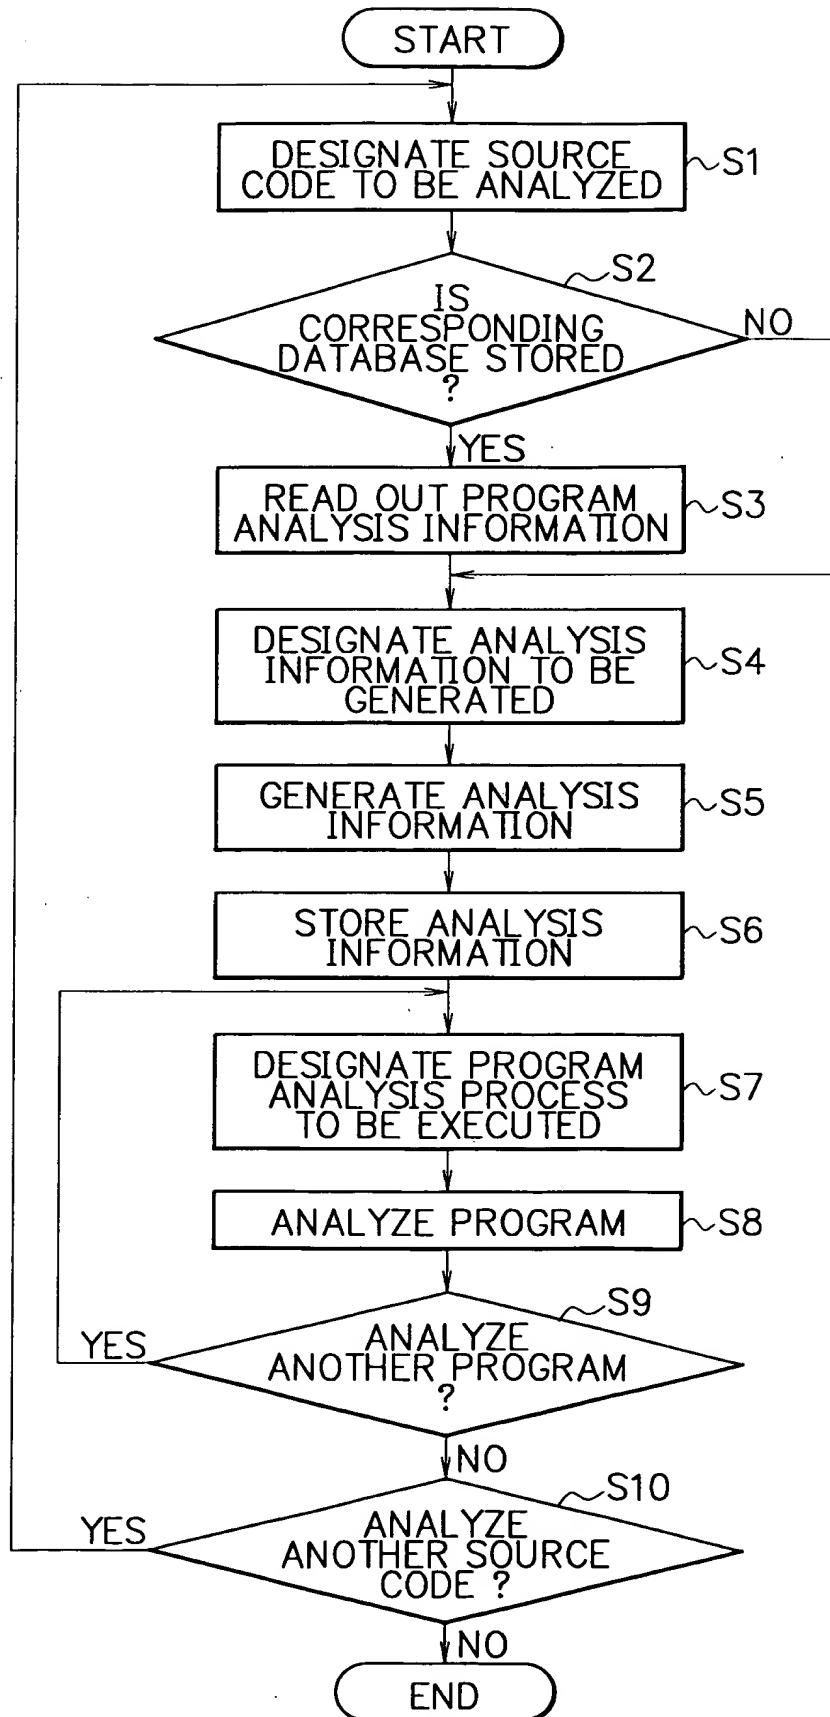 START
DESIGNATE SOURCE
CODE TO BE ANALYZED
S1
S2
IS
CORRESPONDING
DATABASE STORED
?
NO
YES
READ OUT PROGRAM
ANALYSIS INFORMATION
S3
DESIGNATE ANALYSIS
INFORMATION TO BE
GENERATED
S4
GENERATE ANALYSIS
INFORMATION
S5
STORE ANALYSIS
INFORMATION
S6
DESIGNATE PROGRAM
ANALYSIS PROCESS
TO BE EXECUTED
S7
ANALYZE PROGRAM
S8
S9
ANALYZE
ANOTHER PROGRAM
?
YES
NO
S10
ANALYZE
ANOTHER SOURCE
CODE ?
YES
NO
END